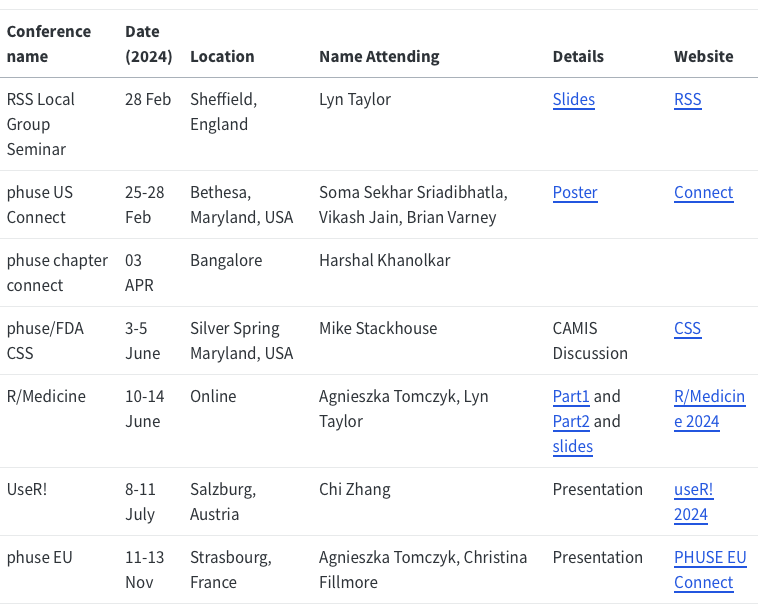 Conference name Date (2024) Location Name Attending Details Website
RSS Local Group Seminar 28 Feb Sheffield, England Lyn Taylor Slides RSS
phuse US Connect 25-28 Feb Bethesa, Maryland, USA Soma Sekhar Sriadibhatla, Vikash Jain, Brian Varney Poster Connect
phuse chapter connect 03 APR Bangalore Harshal Khanolkar
phuse/FDA CSS 3-5 June Silver Spring Maryland, USA Mike Stackhouse CAMIS Discussion CSS
R/Medicine 10-14 June Online Agnieszka Tomczyk, Lyn Taylor Part1 and Part2 and slides R/Medicine 2024
UseR! 8-11 July Salzburg, Austria Chi Zhang Presentation useR! 2024
phuse EU 11-13 Nov Strasbourg, France Agnieszka Tomczyk, Christina Fillmore Presentation PHUSE EU Connect